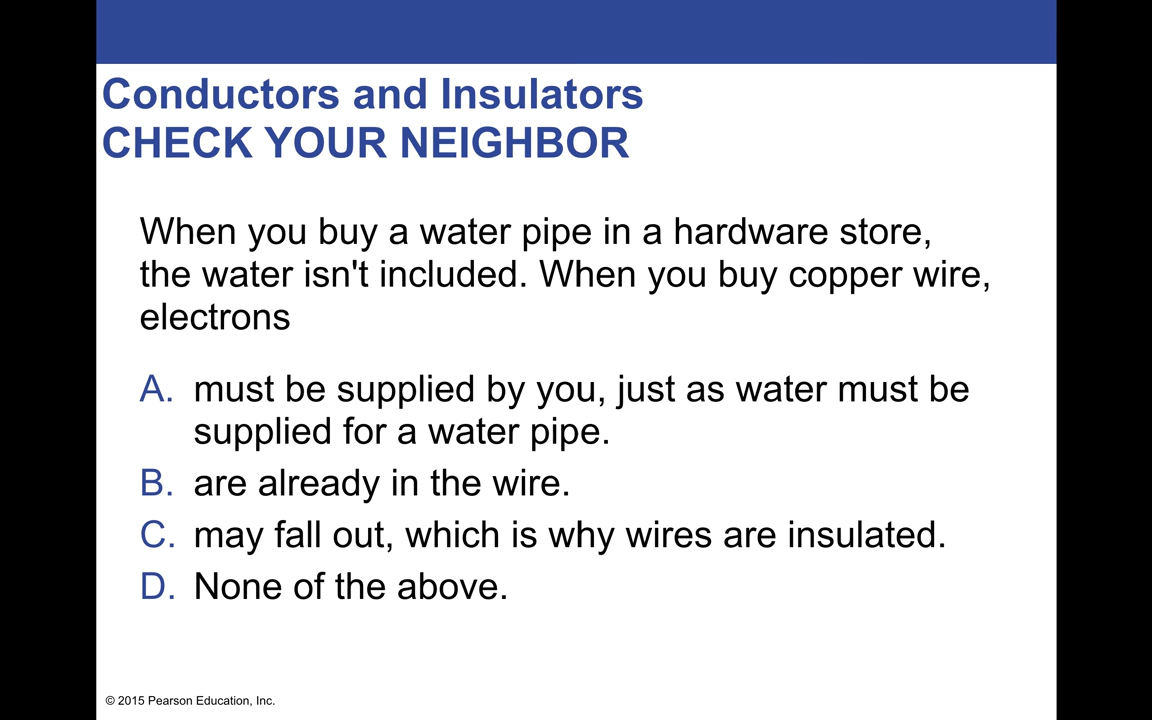 Conductors and Insulators
CHECK YOUR NEIGHBOR
When you buy a water pipe in a hardware store,
the water isn't included. When you buy copper wire,
electrons
A. must be supplied by you, just as water must be
supplied for a water pipe.
B. are already in the wire.
C. may fall out, which is why wires are insulated.
D. None of the above.
© 2015 Pearson Education, Inc.